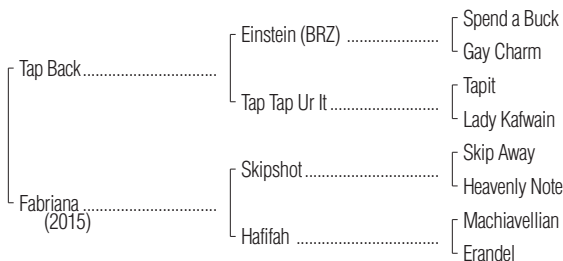 Spend a Buck
Einstein (BRZ)
Gay Charm
Tap Back
Tapit
Tap Tap Ur It
Lady Kafwain
Skip Away
Skipshot
Heavenly Note
Fabriana
(2015)
Machiavellian
Hafifah
Erandel